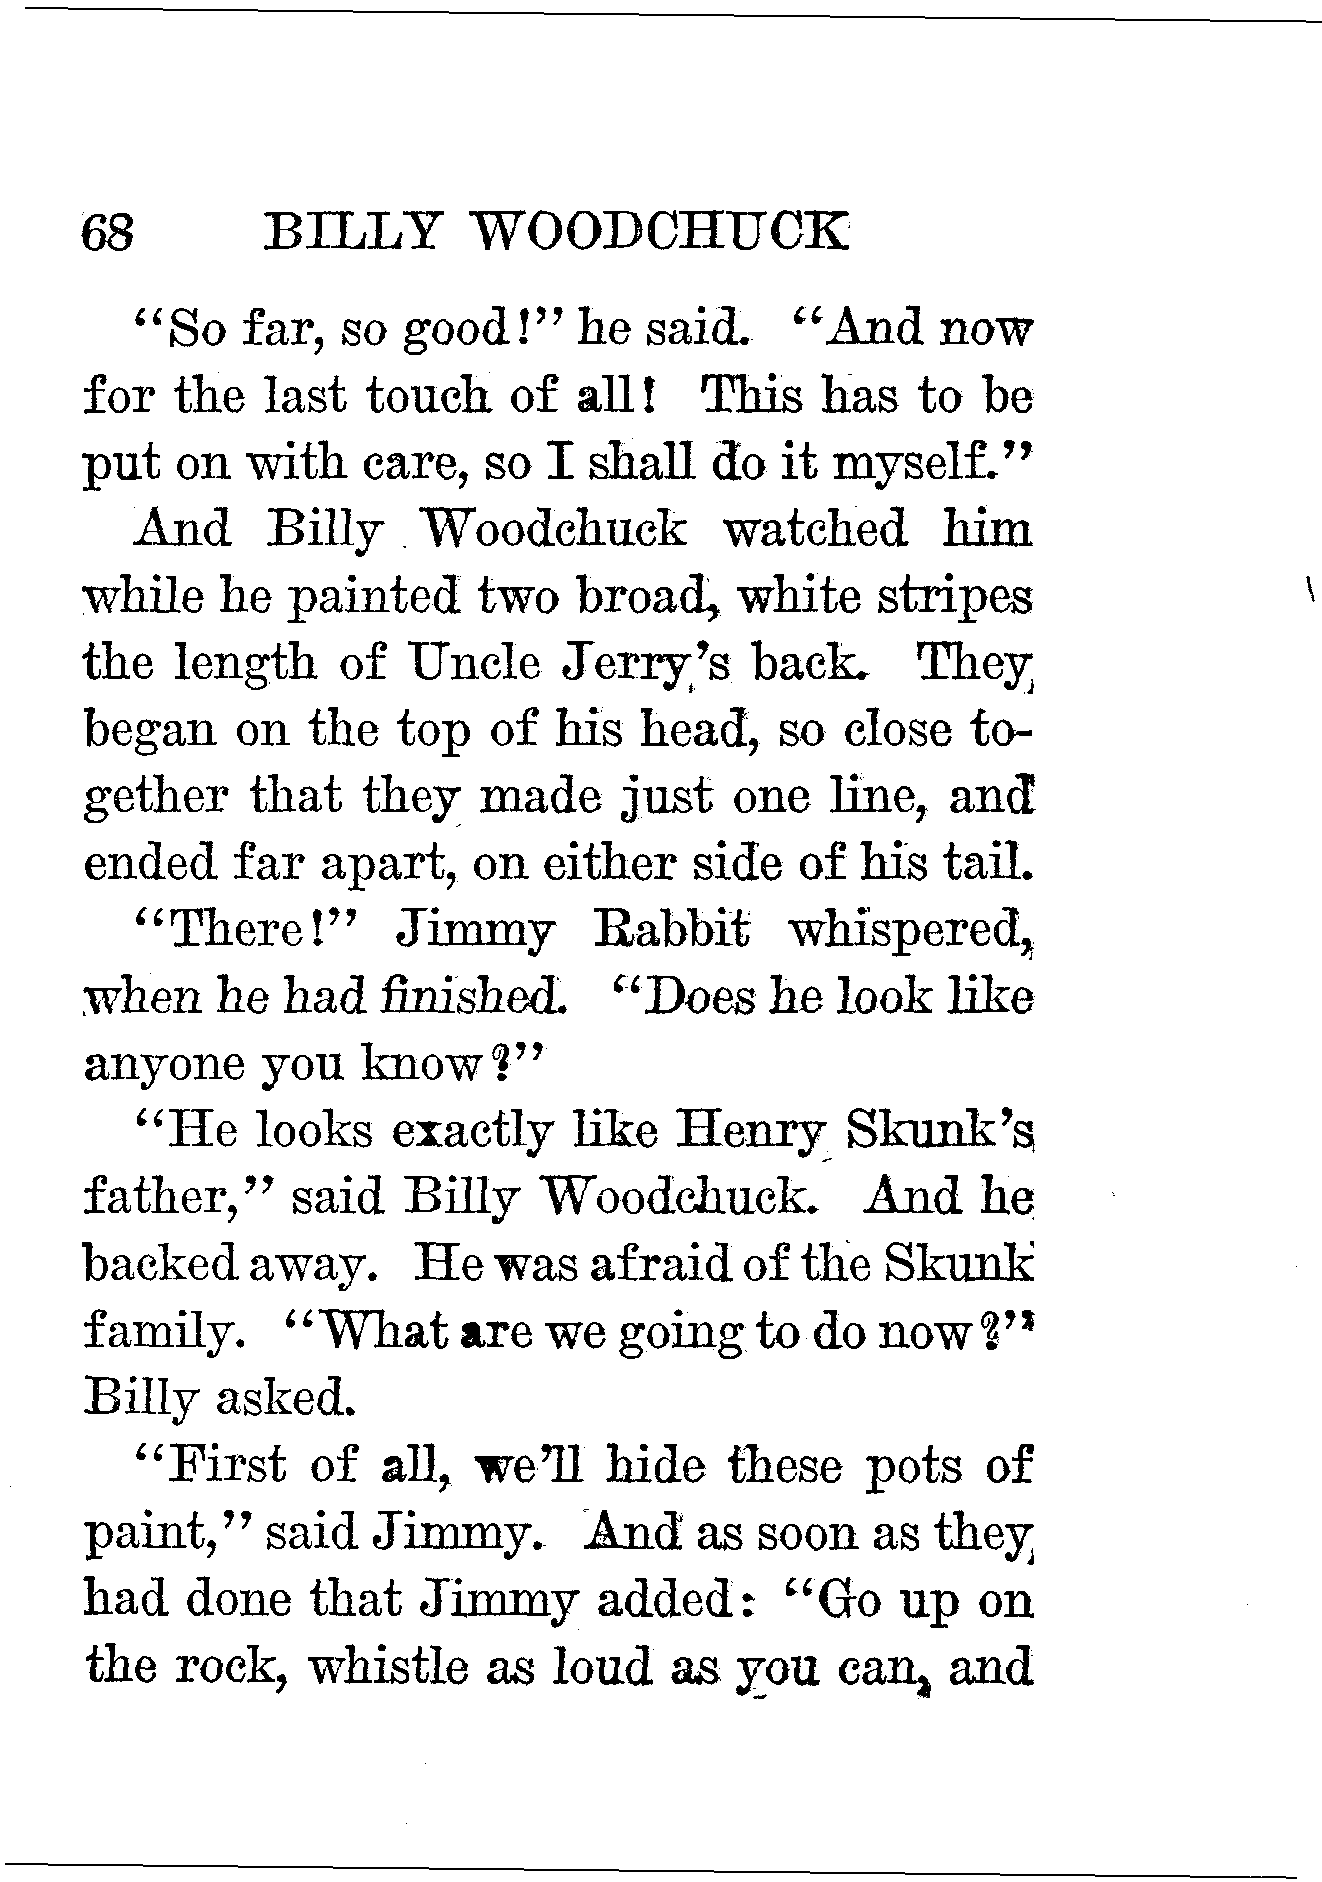 68 BILLY WOODCHUCK
"So far, so good!" he said. "And now
for the last touch of all! This has to be
put on with care, so I shall do it myself."
And Billy Woodchuck watched him
while he painted two broad, white stripes
the length of Uncle Jerry's back. They
began on the top of his head, so close to-
gether that they made just one line, and
ended far apart, on either side of his tail.
"There!" Jimmy Rabbit whispered,
when he had finished. "Does he look like
anyone you know?"
"He looks exactly like Henry Skunk's
father," said Billy Woodchuck. And he
backed away. He was afraid of the Skunk
family. "What are we going to do now?"
Billy asked.
"First of all, we'll hide these pots of
paint," said Jimmy. And as soon as they
had done that Jimmy added: "Go up on
the rock, whistle as loud as you can, and